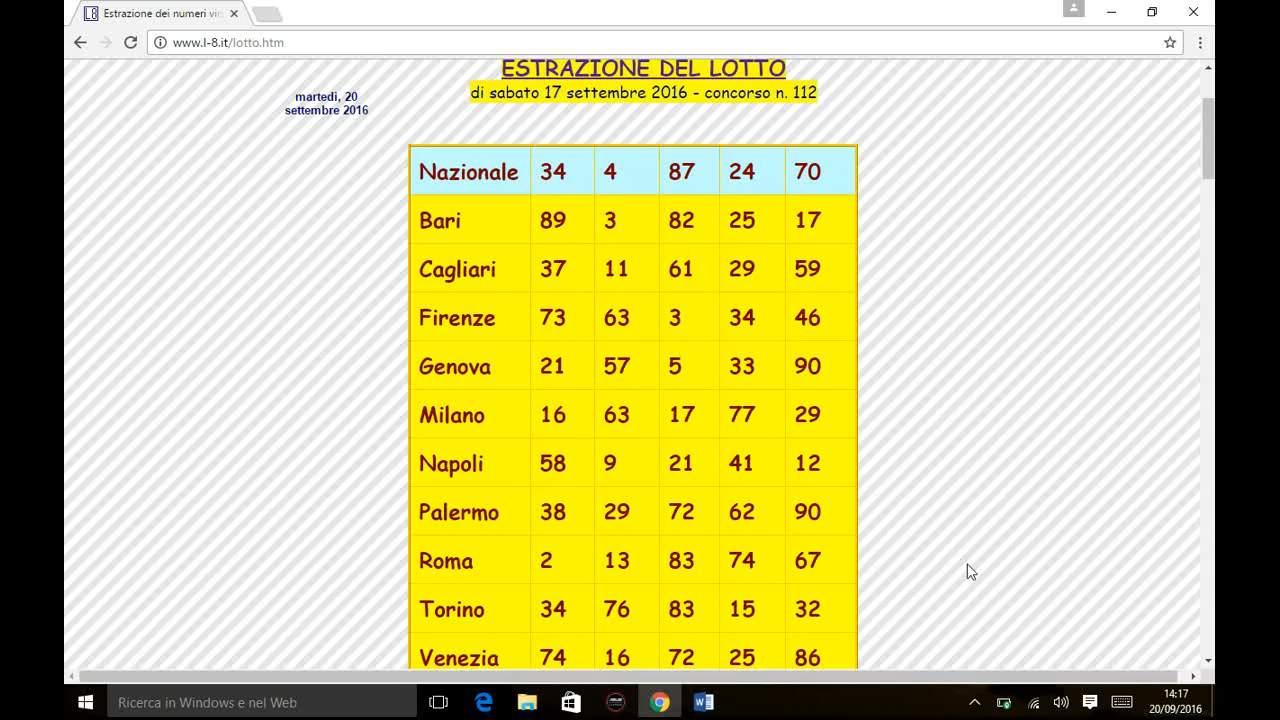 Estrazione dei numeri vi
www.l-8.it/lotto.htm
ESTRAZIONE DEL LOTTO
di sabato 17 settembre 2016 - concorso n. 112
martedì, 20
settembre 2016
Nazionale 34 4 87 24 70
Bari 89 3 82 25 17
Cagliari 37 11 61 29 59
Firenze 73 63 3 34 46
Genova 21 57 5 33 90
Milano 16 63 17 77 29
Napoli 58 9 21 41 12
Palermo 38 29 72 62 90
Roma 2 13 83 74 67
Torino 34 76 83 15 32
Venezia 74 16 72 25 86
Ricerca in Windows e nel Web
14:17
20/09/2016